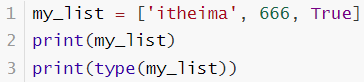 1 my_list = ['itheima', 666, True]
2 print(my_list)
3 print(type(my_list))